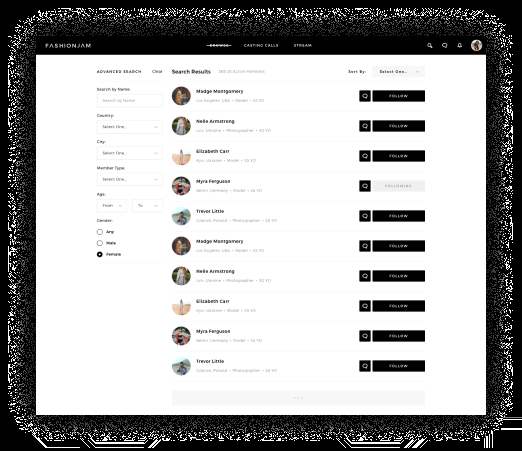 FASHIONJAM
BROWSE
CASTING CALLS
STREAM
ADVANCED SEARCH
Clear
Search by Name:
Search by Name
Country:
Select One..
City:
Select One..
Member Type:
Select One..
Age:
From
To
Gender:
Any
Male
Female
Search Results
Active Members
Sort By:
Select One..
Madge Montgomery
Los Angeles, USA • Model • 23 YO
FOLLOW
Nelle Armstrong
Lviv, Ukraine • Photographer • 32 YO
FOLLOW
Elizabeth Carr
Kyiv, Ukraine • Model • 25 YO
FOLLOW
Myra Ferguson
Berlin, Germany • Model • 26 YO
FOLLOWING
Trevor Little
Gdansk, Poland • Photographer • 28 YO
FOLLOW
Madge Montgomery
Los Angeles, USA • Model • 23 YO
FOLLOW
Nelle Armstrong
Lviv, Ukraine • Photographer • 32 YO
FOLLOW
Elizabeth Carr
Kyiv, Ukraine • Model • 25 YO
FOLLOW
Myra Ferguson
Berlin, Germany • Model • 26 YO
FOLLOW
Trevor Little
Gdansk, Poland • Photographer • 28 YO
FOLLOW